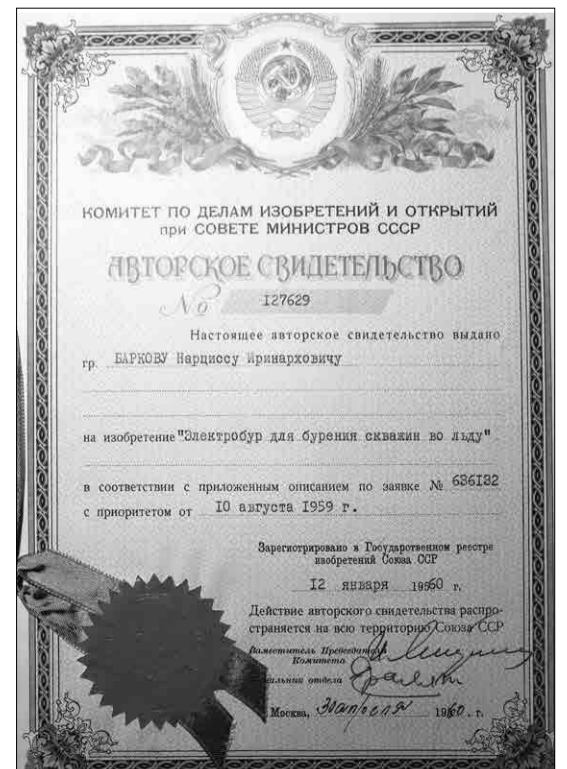 КОМИТЕТ ПО ДЕЛАМ ИЗОБРЕТЕНИЙ И ОТКРЫТИЙ
при СОВЕТЕ МИНИСТРОВ СССР
АВТОРСКОЕ СВИДЕТЕЛЬСТВО
№ 127629
Настоящее авторское свидетельство выдано
гр. БАРКОВУ Нарциссу Иринарховичу
на изобретение "Электробур для бурения скважин во льду"
в соответствии с приложенным описанием по заявке № 636132
с приоритетом от 10 августа 1959 г.
Зарегистрировано в Государственном реестре
изобретений Союза ССР
12 января 1960 г.
Действие авторского свидетельства распро-
страняется на всю территорию Союза ССР
Заместитель Председателя
Комитета
отдела
Москва, 30 апреля 1960 г.